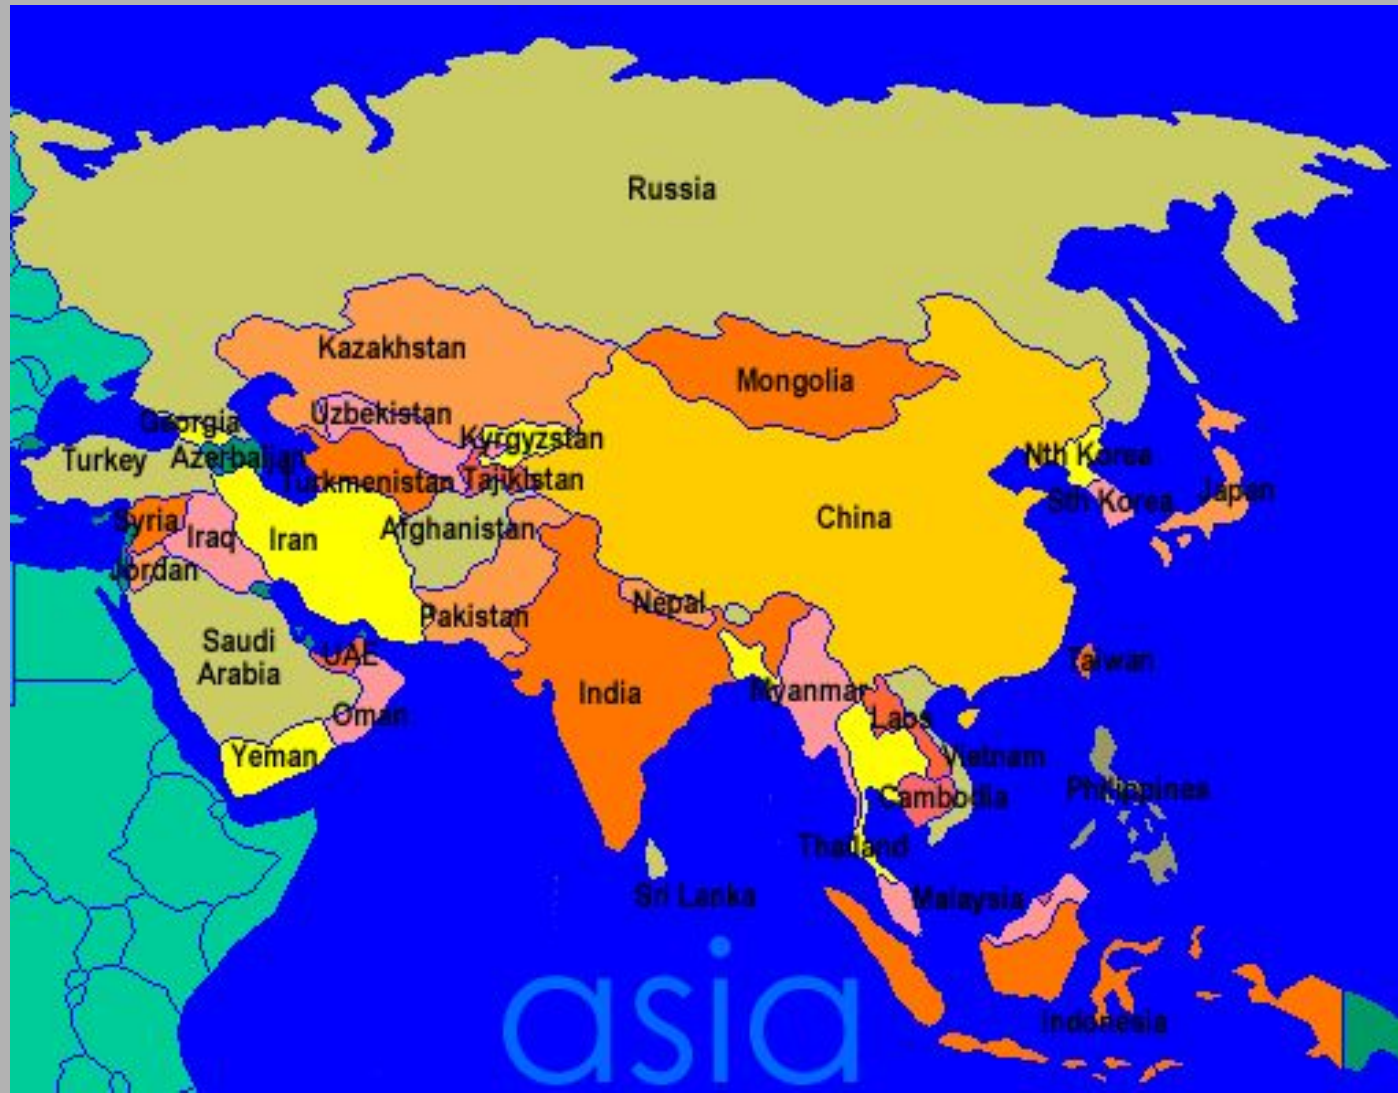 Russia
Kazakhstan
Mongolia
Georgia
Uzbekistan
Kyrgyzstan
Turkey
Azerbaijan
Nth Korea
Turkmenistan
Tajikistan
Sth Korea
Japan
Syria
Iraq
Iran
Afghanistan
China
Jordan
Pakistan
Nepal
Saudi
Arabia
UAE
Taiwan
India
Myanmar
Oman
Laos
Yeman
Vietnam
Cambodia
Philippines
Thailand
Sri Lanka
Malaysia
Indonesia
asia